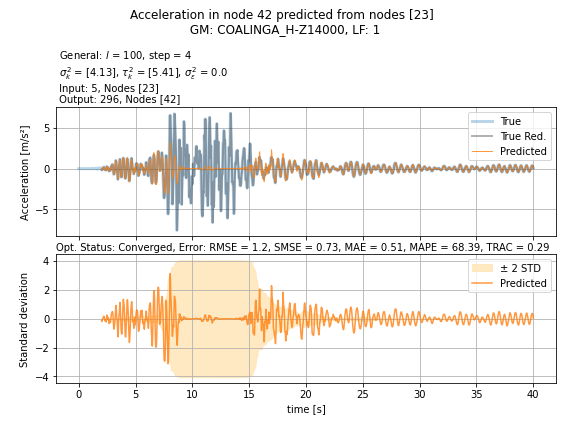 Acceleration in node 42 predicted from nodes [23]
GM: COALINGA_H-Z14000, LF: 1
General: l = 100, step = 4
σ²ₖ = [4.13], τ²ₖ = [5.41], σ²ε = 0.0
Input: 5, Nodes [23]
Output: 296, Nodes [42]
Acceleration [m/s²]
5
0
−5
True
True Red.
Predicted
Opt. Status: Converged, Error: RMSE = 1.2, SMSE = 0.73, MAE = 0.51, MAPE = 68.39, TRAC = 0.29
Standard deviation
4
2
0
−2
−4
± 2 STD
Predicted
0 5 10 15 20 25 30 35 40
time [s]